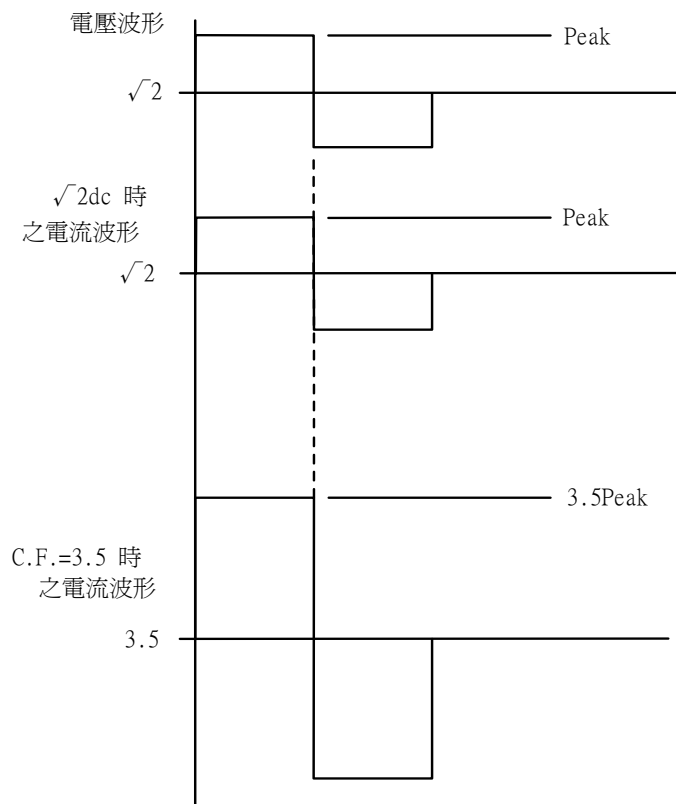 電壓波形
Peak
√2
√2dc 時
之電流波形
Peak
√2
3.5Peak
C.F.=3.5 時
之電流波形
3.5